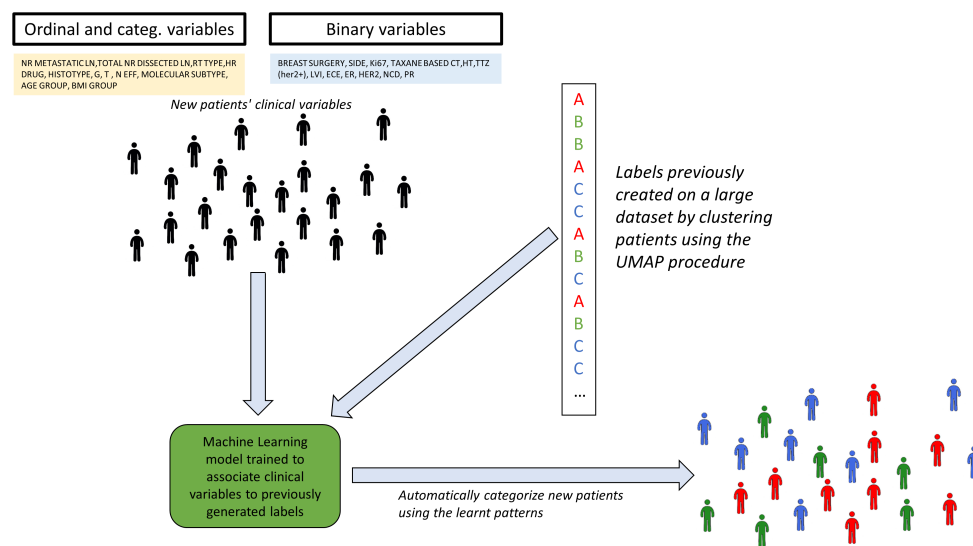 Ordinal and categ. variables
Binary variables
NR METASTATIC LN,TOTAL NR DISSECTED LN,RT TYPE,HR
DRUG, HISTOTYPE, G, T , N EFF, MOLECULAR SUBTYPE,
AGE GROUP, BMI GROUP
BREAST SURGERY, SIDE, Ki67, TAXANE BASED CT,HT,TTZ
(her2+), LVI, ECE, ER, HER2, NCD, PR
New patients' clinical variables
A
B
B
A
C
C
A
B
C
A
B
C
C
...
Labels previously
created on a large
dataset by clustering
patients using the
UMAP procedure
Machine Learning
model trained to
associate clinical
variables to previously
generated labels
Automatically categorize new patients
using the learnt patterns